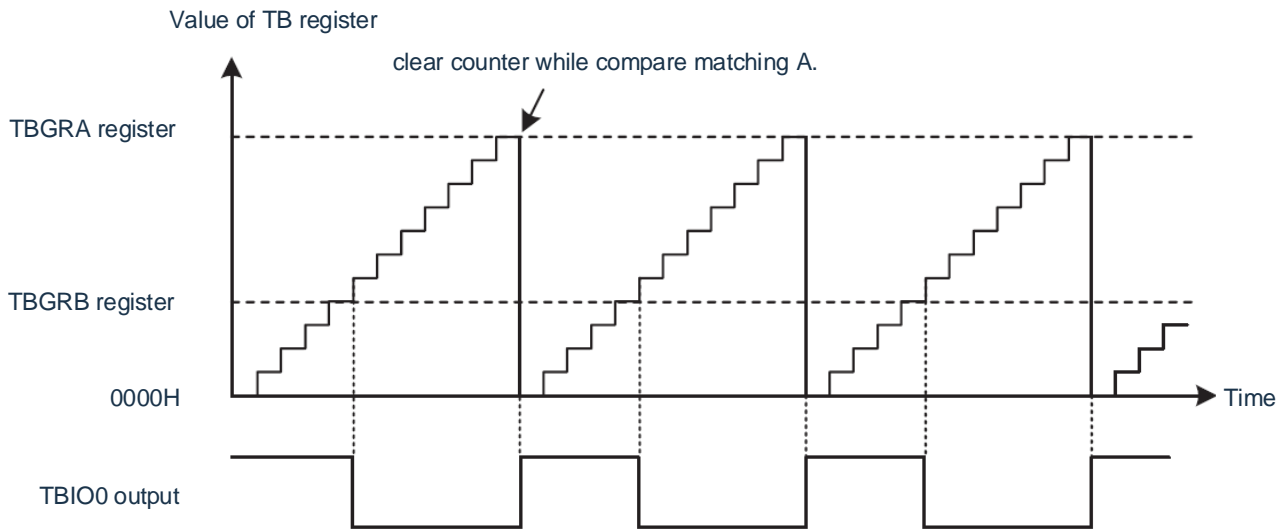 Value of TB register
clear counter while compare matching A.
TBGRA register
TBGRB register
0000H
Time
TBIO0 output